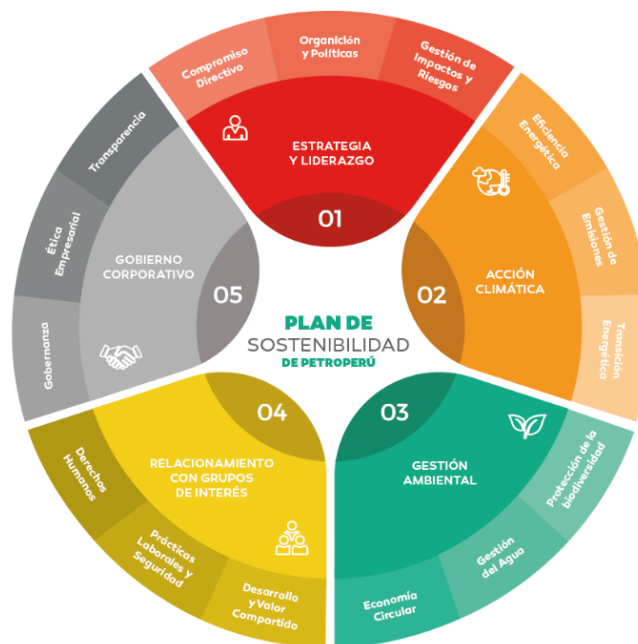 PLAN DE
SOSTENIBILIDAD
DE PETROPERÚ
01
ESTRATEGIA
Y LIDERAZGO
Compromiso
Directivo
Organición
y Políticas
Gestión de
Impactos y
Riesgos
02
ACCIÓN
CLIMÁTICA
Eficiencia
Energética
Gestión de
Emisiones
Transición
Energética
03
GESTIÓN
AMBIENTAL
Protección de la
biodiversidad
Gestión
del Agua
Economía
Circular
04
RELACIONAMIENTO
CON GRUPOS
DE INTERÉS
Desarrollo
y Valor
Compartido
Prácticas
Laborales y
Seguridad
Derechos
Humanos
05
GOBIERNO
CORPORATIVO
Gobernanza
Ética
Empresarial
Transparencia